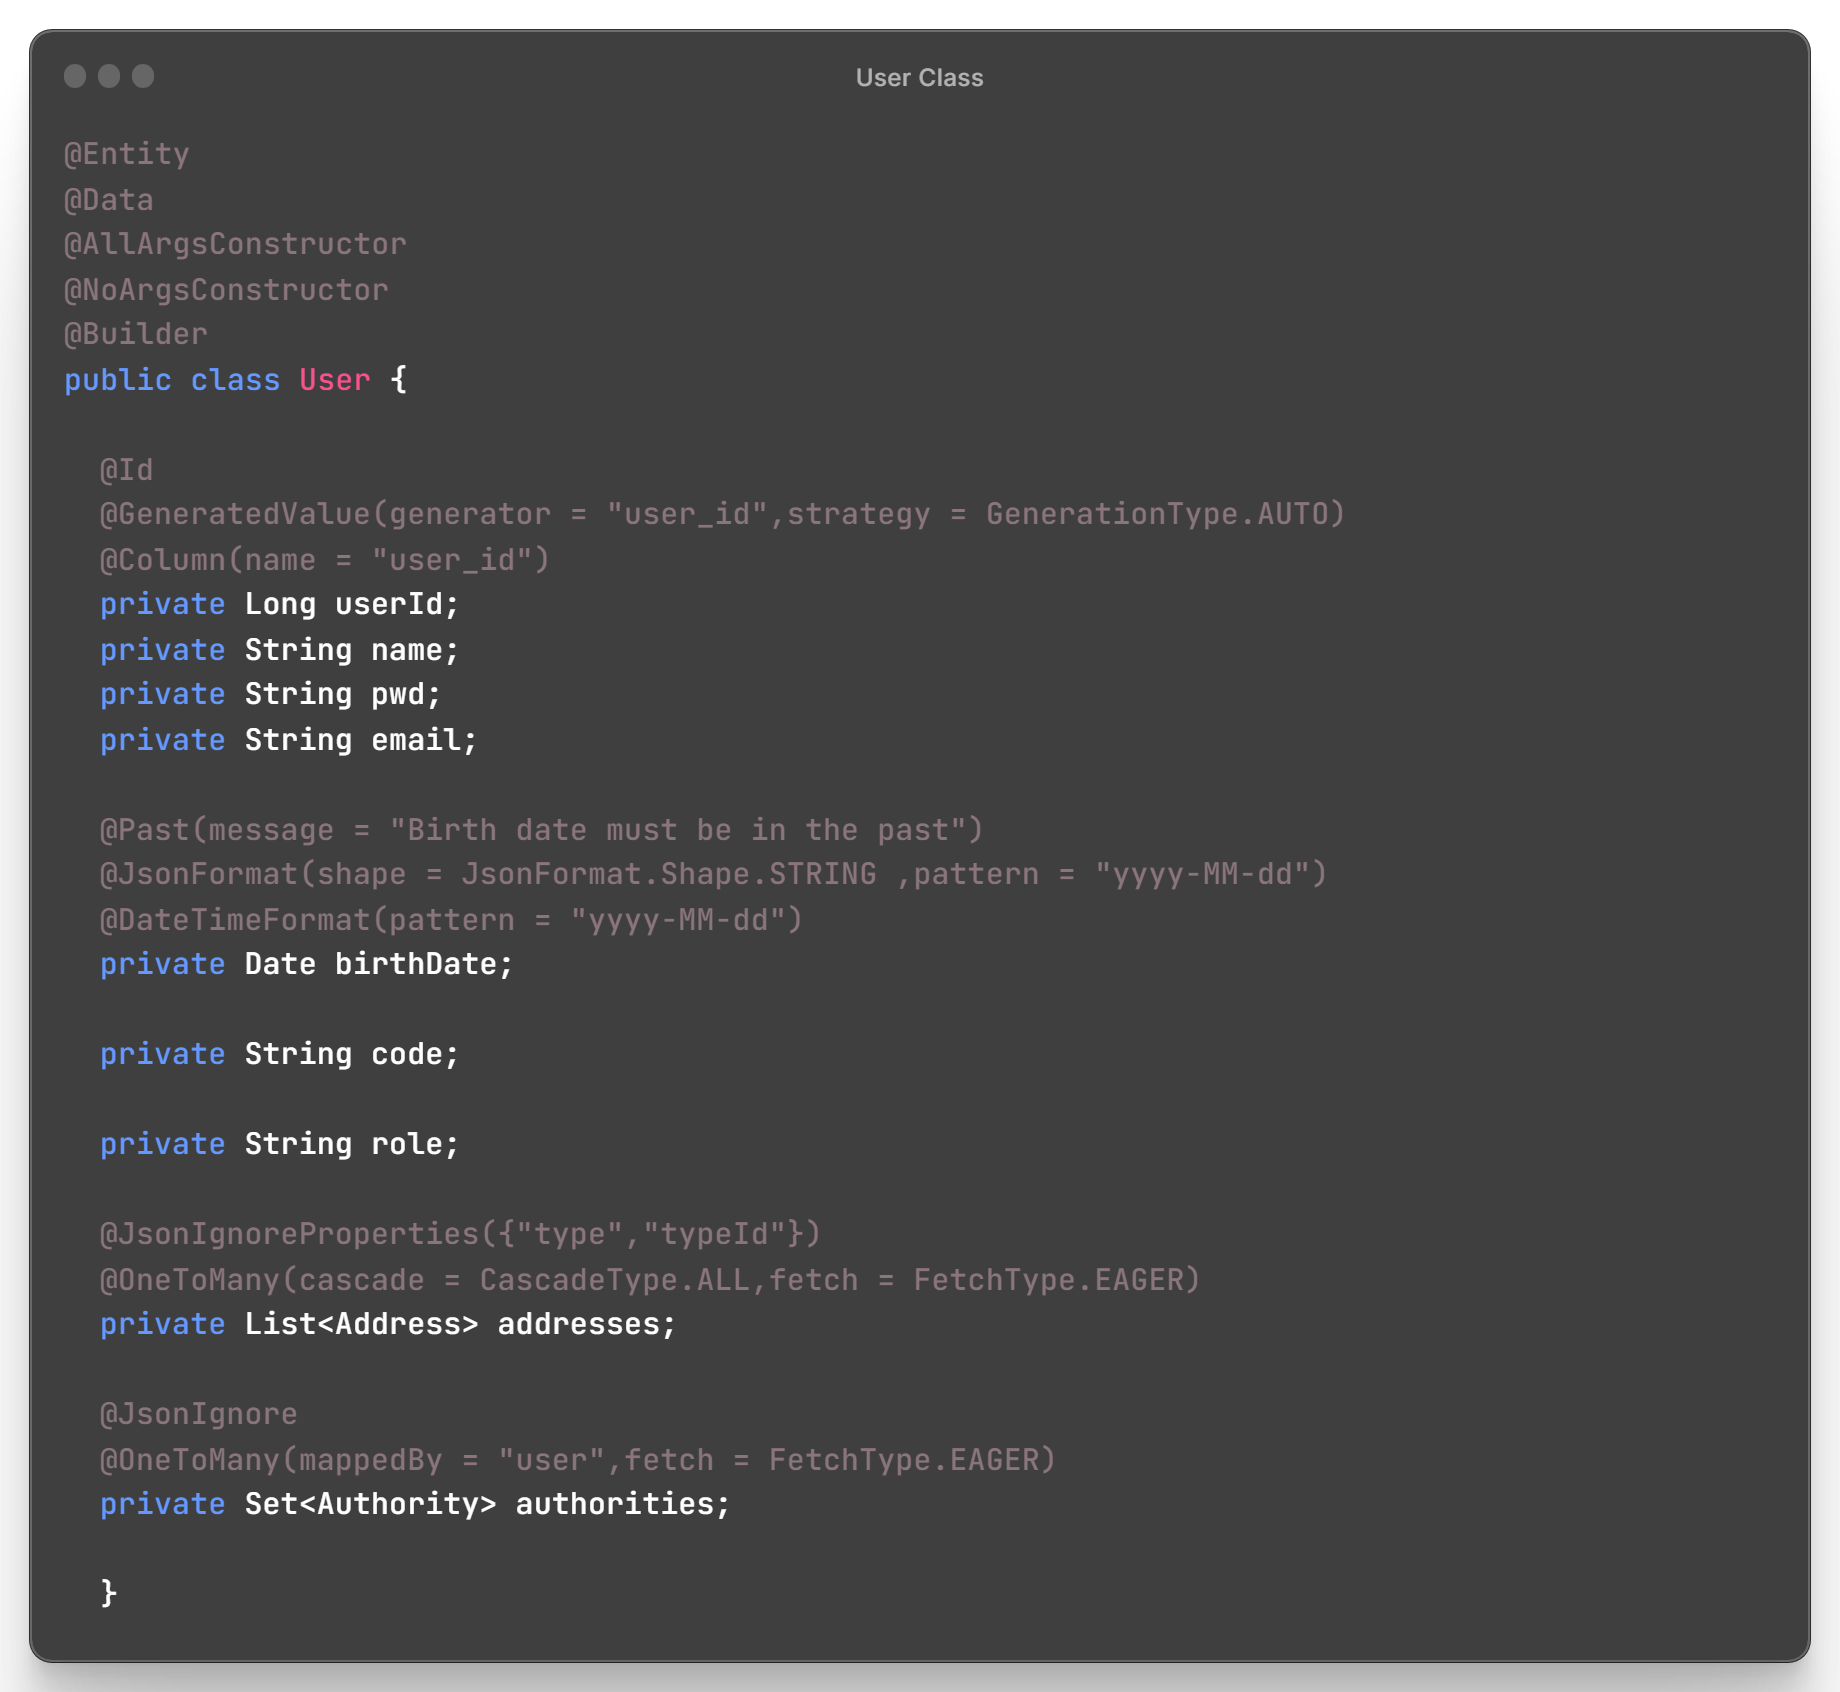 User Class
@Entity
@Data
@AllArgsConstructor
@NoArgsConstructor
@Builder
public class User {
@Id
@GeneratedValue(generator = "user_id",strategy = GenerationType.AUTO)
@Column(name = "user_id")
private Long userId;
private String name;
private String pwd;
private String email;
@Past(message = "Birth date must be in the past")
@JsonFormat(shape = JsonFormat.Shape.STRING ,pattern = "yyyy-MM-dd")
@DateTimeFormat(pattern = "yyyy-MM-dd")
private Date birthDate;
private String code;
private String role;
@JsonIgnoreProperties({"type","typeId"})
@OneToMany(cascade = CascadeType.ALL,fetch = FetchType.EAGER)
private List<Address> addresses;
@JsonIgnore
@OneToMany(mappedBy = "user",fetch = FetchType.EAGER)
private Set<Authority> authorities;
}